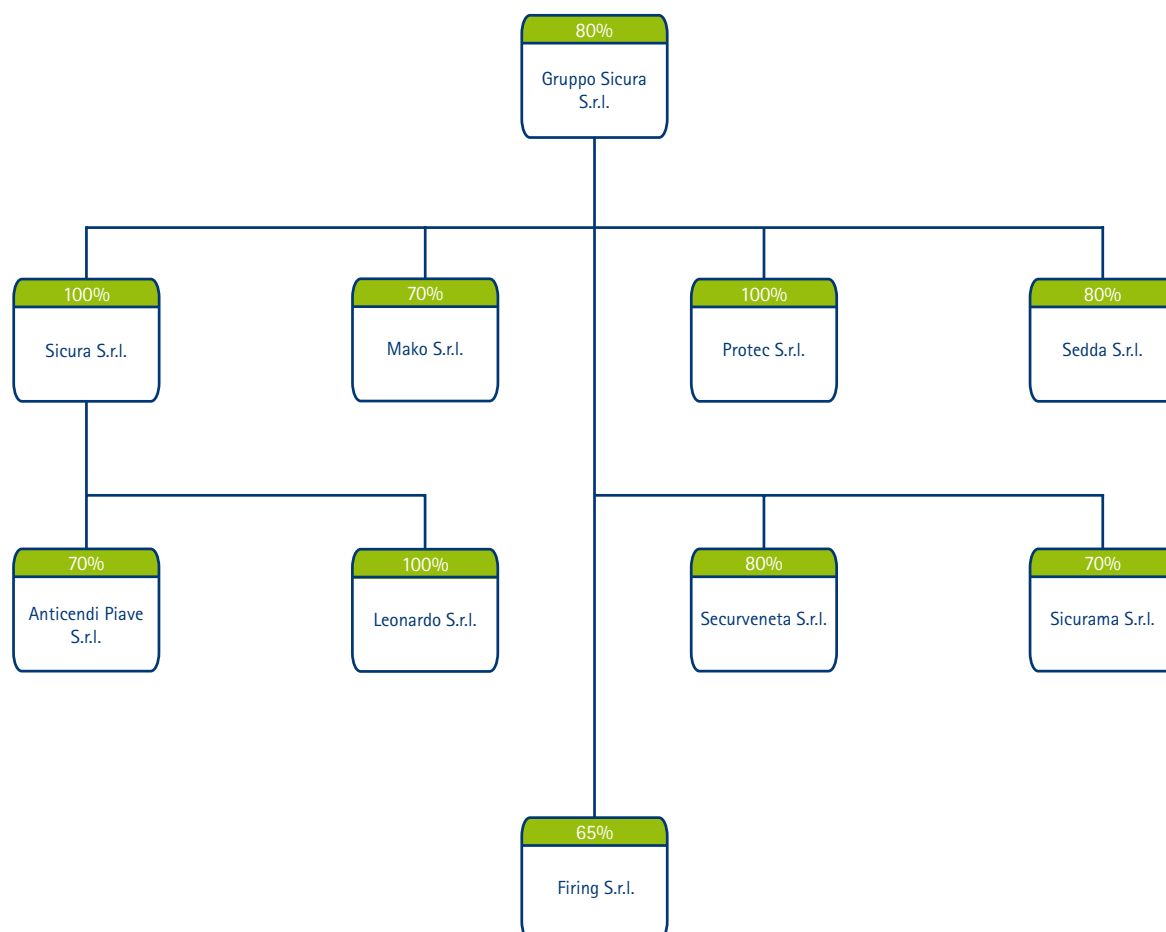 80%
Gruppo Sicura
S.r.l.
100%
Sicura S.r.l.
70%
Mako S.r.l.
100%
Protec S.r.l.
80%
Sedda S.r.l.
70%
Anticendi Piave
S.r.l.
100%
Leonardo S.r.l.
80%
Securveneta S.r.l.
70%
Sicurama S.r.l.
65%
Firing S.r.l.